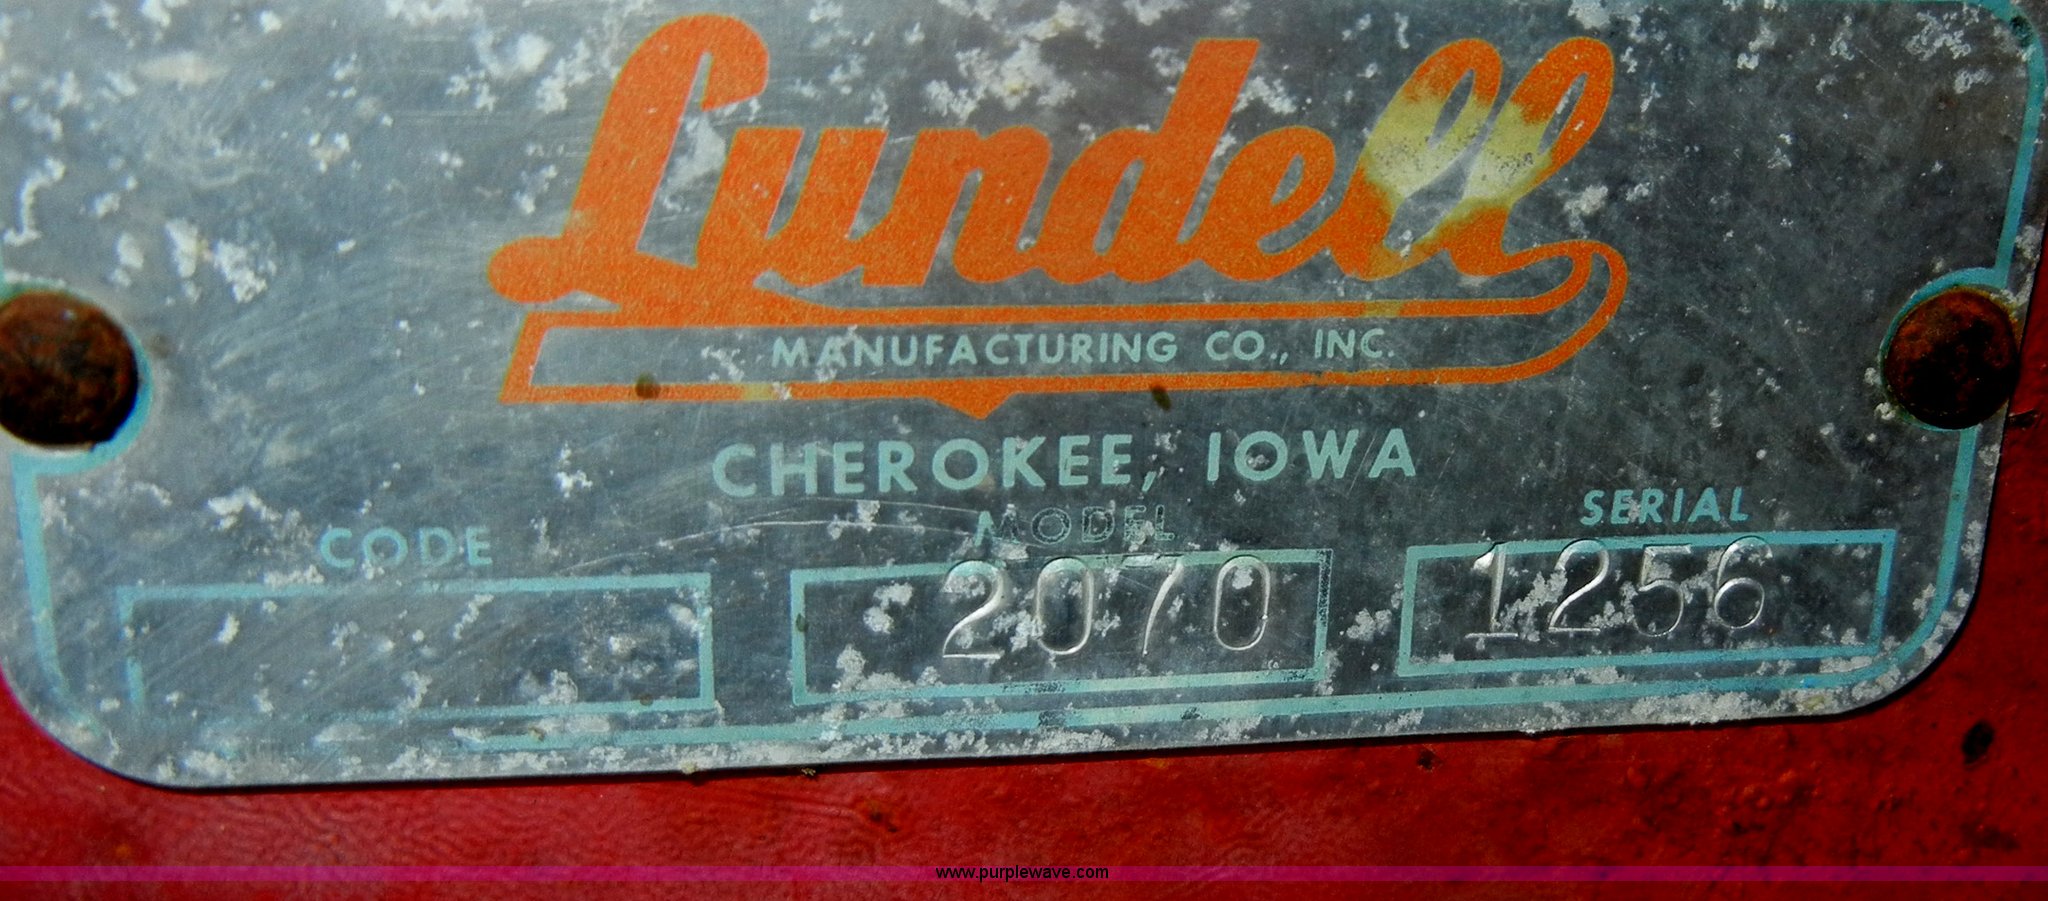 Lundell
MANUFACTURING CO., INC.
CHEROKEE, IOWA
CODE
MODEL
SERIAL
2070
1256
www.purplewave.com